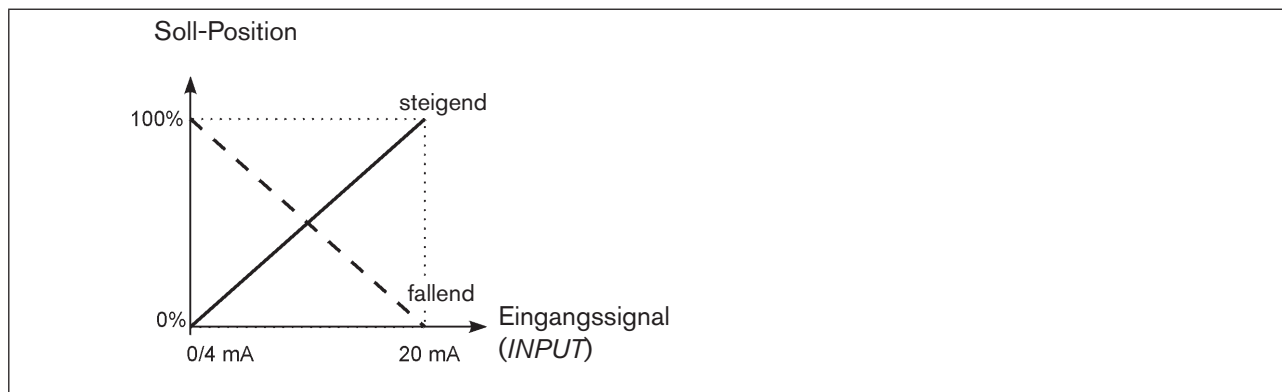 Soll-Position
steigend
100%
fallend
0%
Eingangssignal
(INPUT)
0/4 mA
20 mA